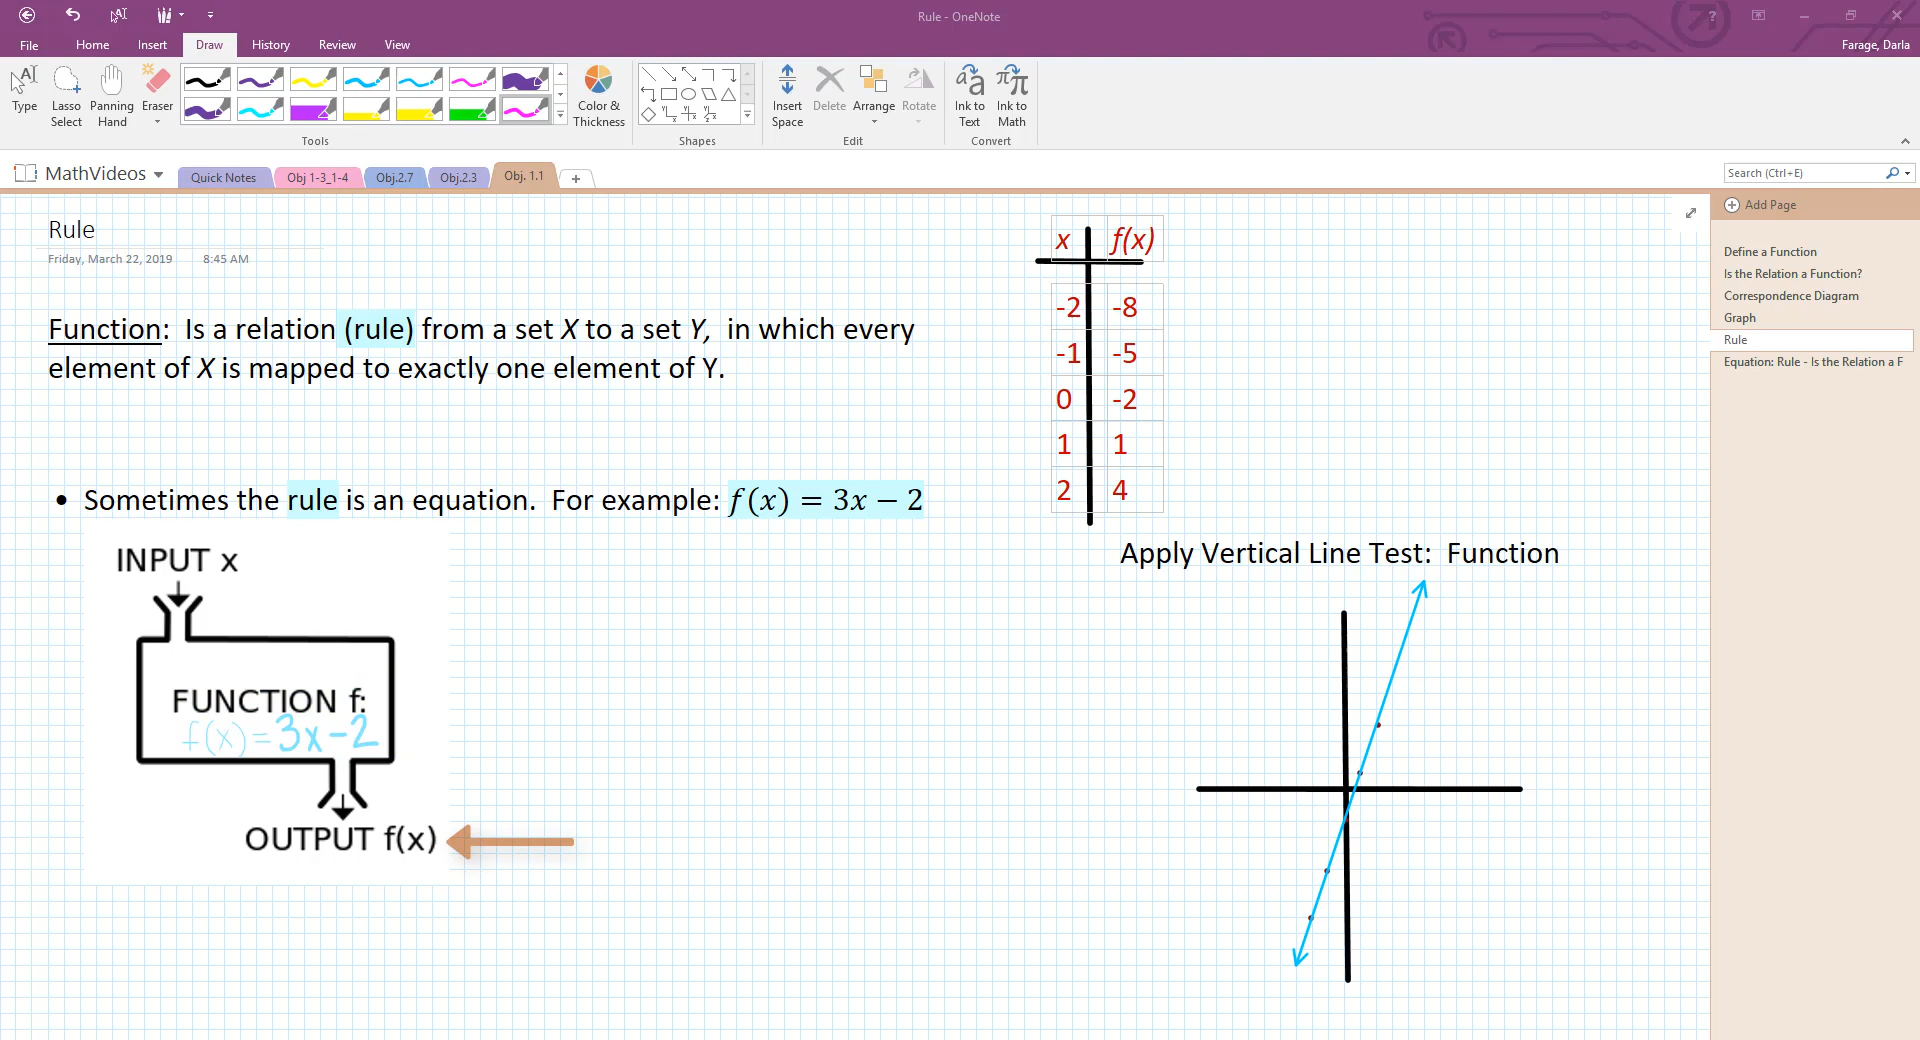 Rule - OneNote
?
File Home Insert Draw History Review View
Farage, Darla
Type
Lasso Select
Panning Hand
Eraser
Color & Thickness
Insert Space
Delete
Arrange
Rotate
Ink to Text
Ink to Math
Tools Shapes Edit Convert
MathVideos
Quick Notes Obj 1-3_1-4 Obj.2.7 Obj.2.3 Obj. 1.1 +
Search (Ctrl+E)
Add Page
Define a Function
Is the Relation a Function?
Correspondence Diagram
Graph
Rule
Equation: Rule - Is the Relation a F
Rule
Friday, March 22, 2019 8:45 AM
Function: Is a relation (rule) from a set X to a set Y, in which every
element of X is mapped to exactly one element of Y.
• Sometimes the rule is an equation. For example: f(x) = 3x − 2
INPUT x
FUNCTION f:
f(x) = 3x-2
OUTPUT f(x)
x f(x)
-2 -8
-1 -5
0 -2
1 1
2 4
Apply Vertical Line Test: Function